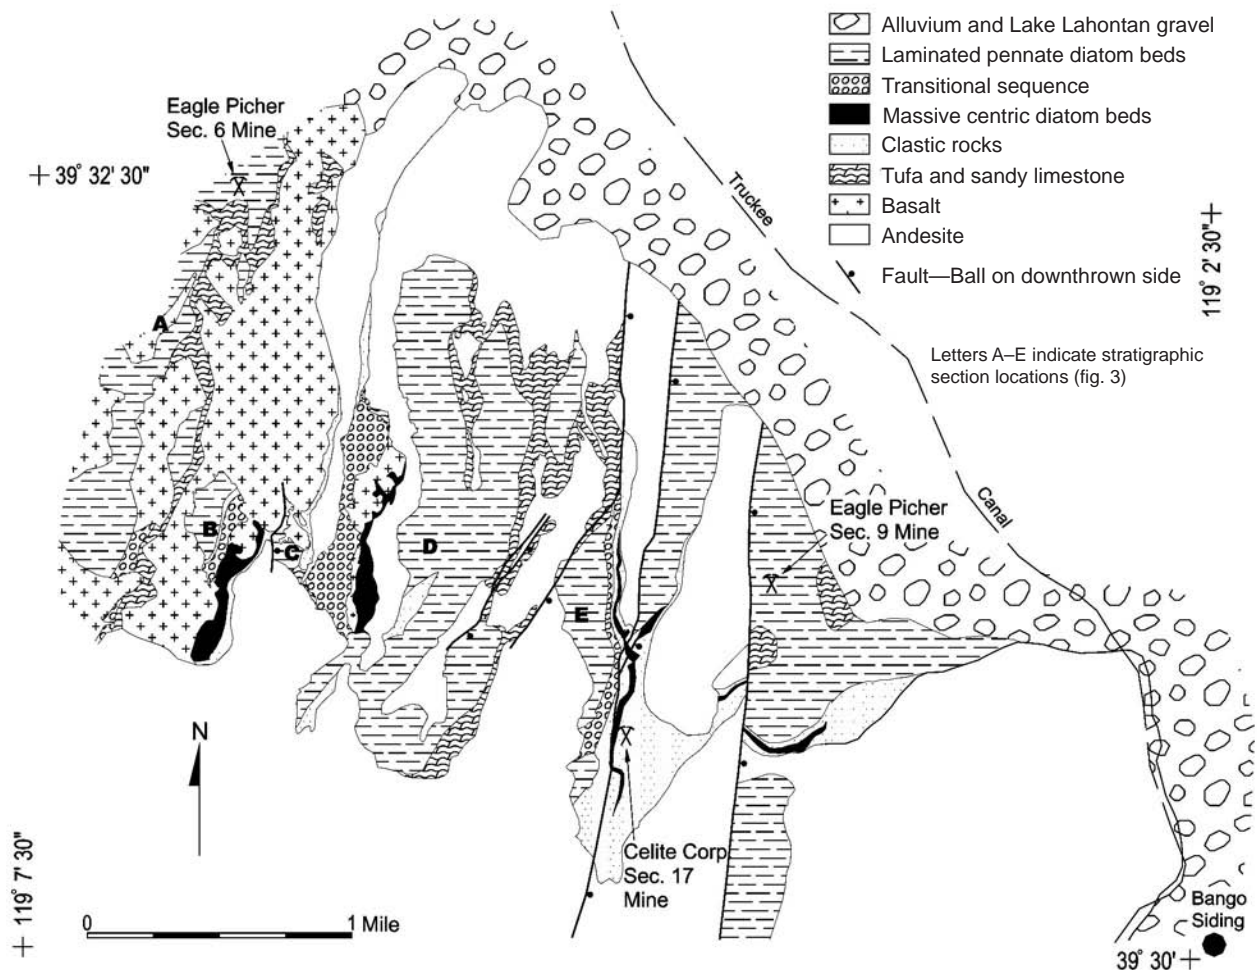 Alluvium and Lake Lahontan gravel
Laminated pennate diatom beds
Transitional sequence
Massive centric diatom beds
Clastic rocks
Tufa and sandy limestone
Basalt
Andesite
Fault—Ball on downthrown side
Letters A–E indicate stratigraphic
section locations (fig. 3)
Eagle Picher
Sec. 6 Mine
39° 32' 30"
119° 2' 30"
Truckee
Canal
A
B
C
D
E
Eagle Picher
Sec. 9 Mine
N
Celite Corp
Sec. 17
Mine
119° 7' 30"
0
1 Mile
Bango
Siding
39° 30'